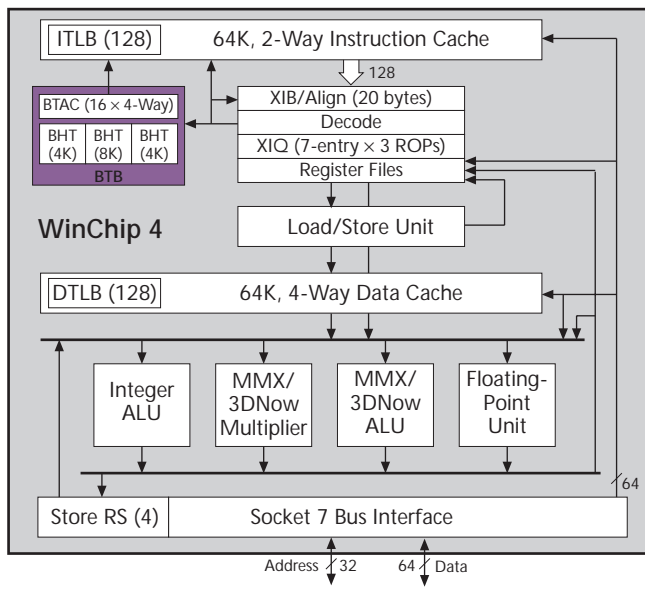 ITLB (128) 64K, 2-Way Instruction Cache
128
BTAC (16 × 4-Way)
BHT (4K) BHT (8K) BHT (4K)
BTB
XIB/Align (20 bytes)
Decode
XIQ (7-entry × 3 ROPs)
Register Files
WinChip 4
Load/Store Unit
DTLB (128) 64K, 4-Way Data Cache
Integer
ALU
MMX/
3DNow
Multiplier
MMX/
3DNow
ALU
Floating-
Point
Unit
64
Store RS (4) Socket 7 Bus Interface
Address 32 64 Data